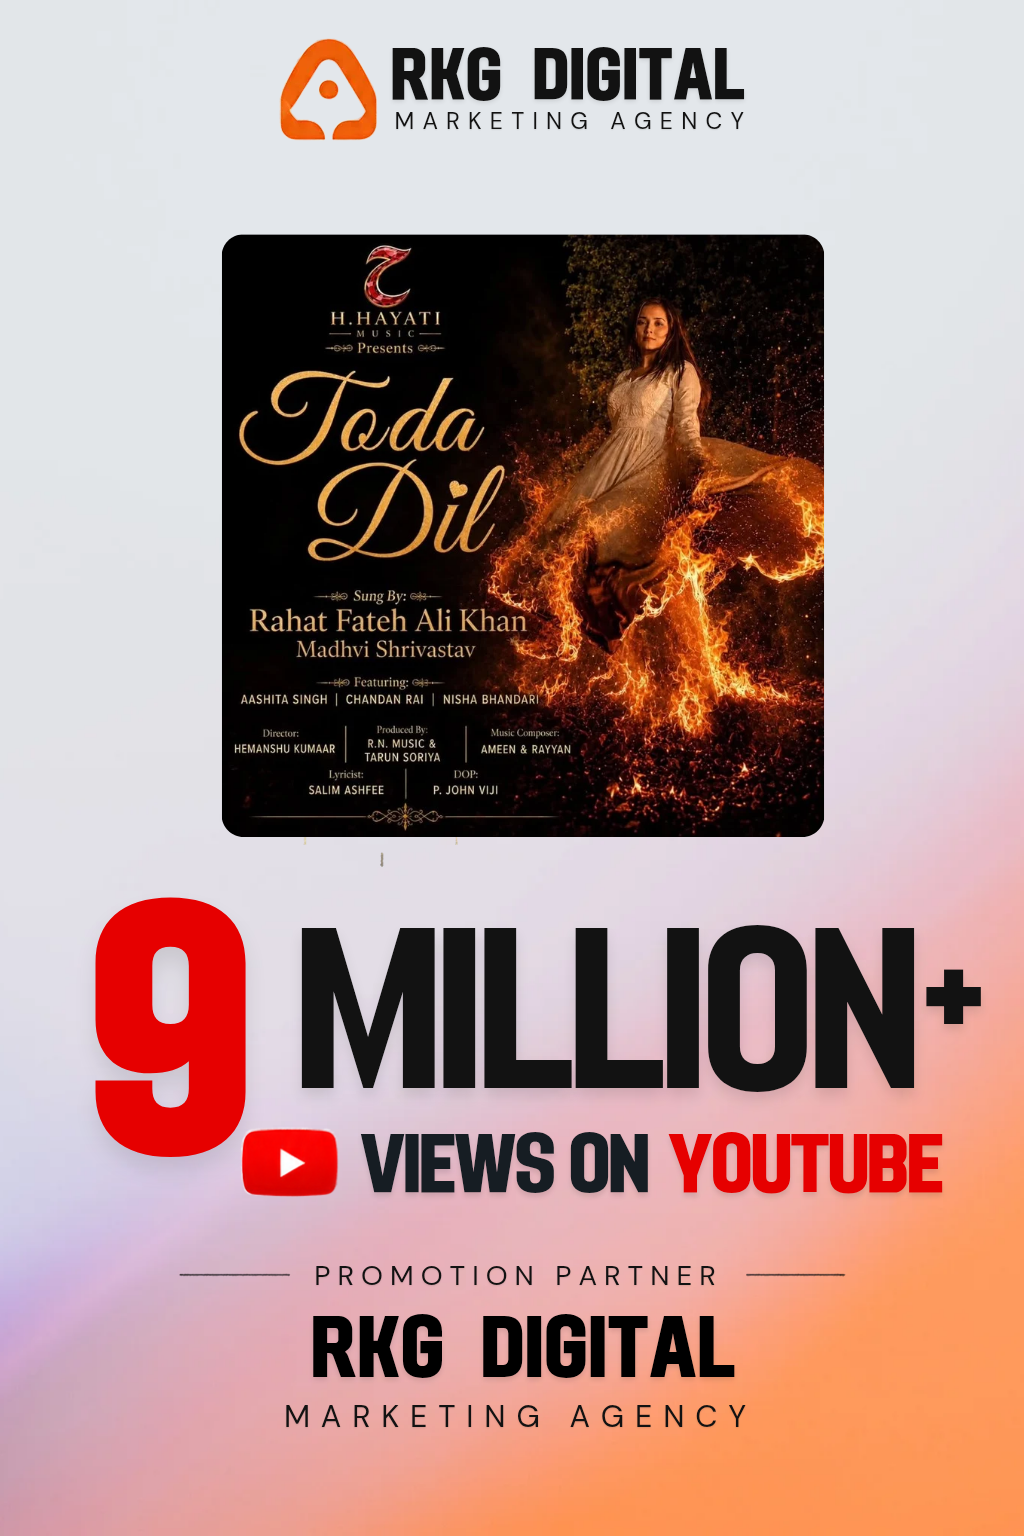 RKG DIGITAL
MARKETING AGENCY
ح
H.HAYATI
MUSIC
Presents
Toda
Dil
Sung By:
Rahat Fateh Ali Khan
Madhvi Shrivastav
Featuring:
AASHITA SINGH | CHANDAN RAI | NISHA BHANDARI
Director:
HEMANSHU KUMAAR
Produced By:
R.N. MUSIC &
TARUN SORIYA
Music Composer:
AMEEN & RAYYAN
Lyricist:
SALIM ASHFEE
DOP:
P. JOHN VIJI
9 MILLION+
VIEWS ON YOUTUBE
PROMOTION PARTNER
RKG DIGITAL
MARKETING AGENCY